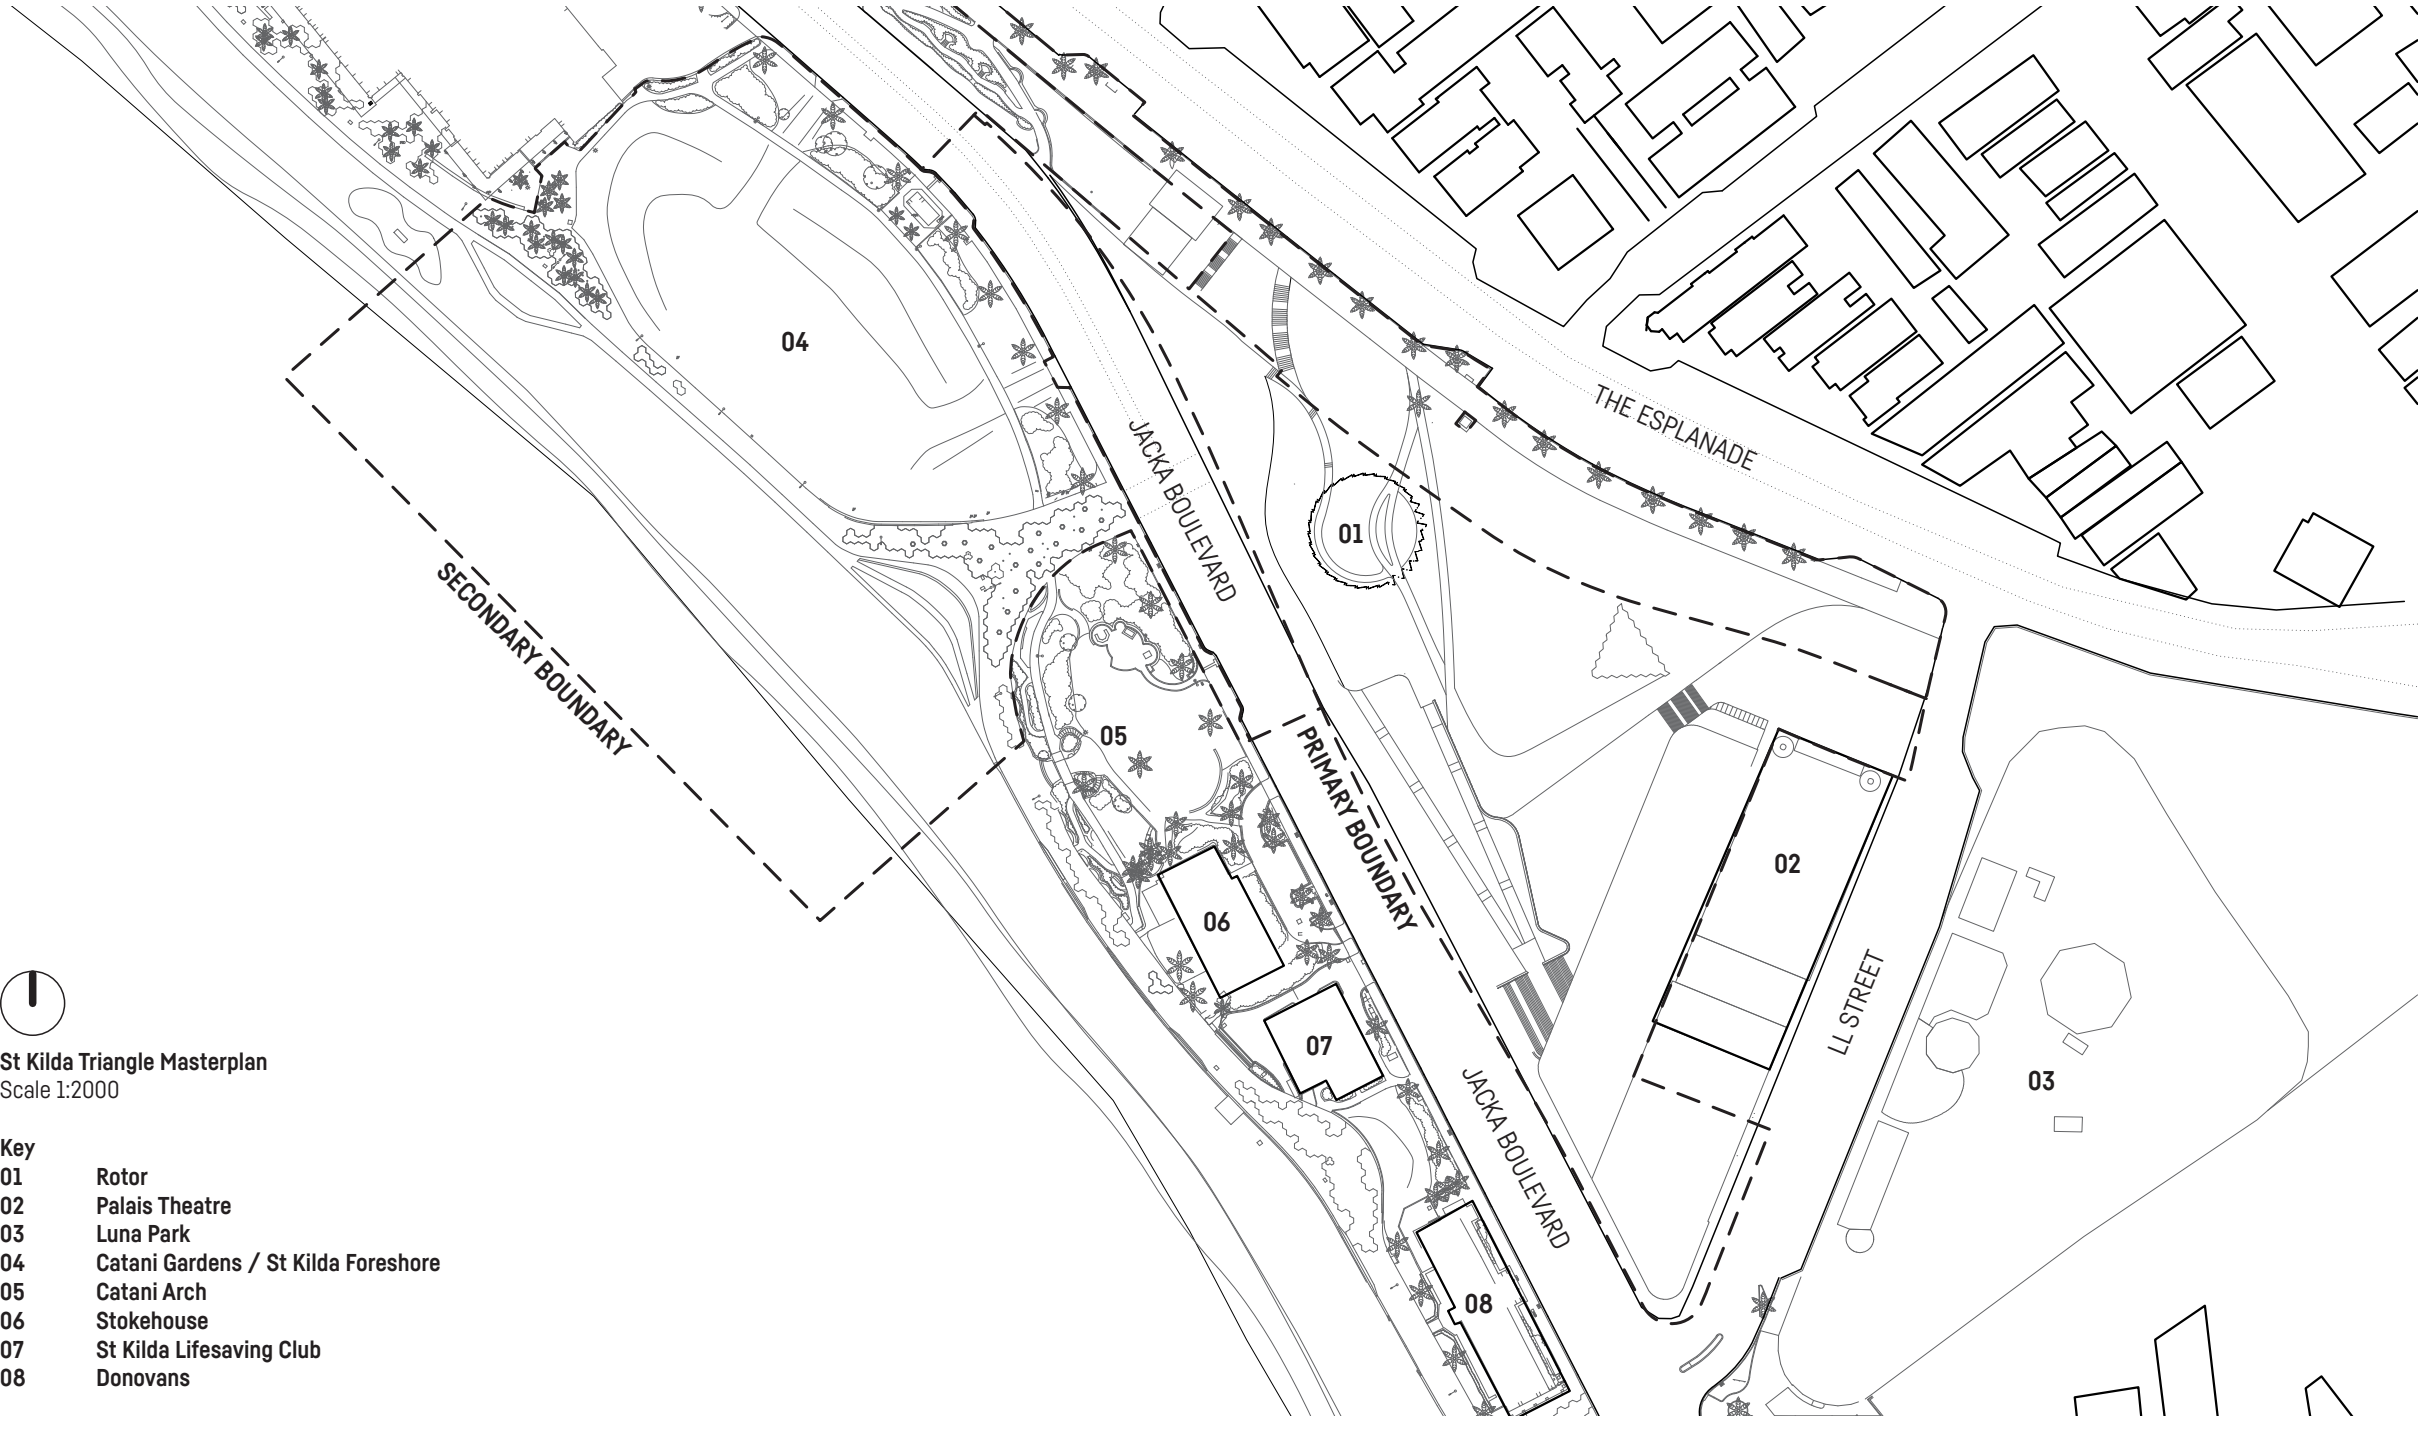 04
THE ESPLANADE
JACKA BOULEVARD
01
SECONDARY BOUNDARY
05
PRIMARY BOUNDARY
02
06
LL STREET
07
03
JACKA BOULEVARD
08
St Kilda Triangle Masterplan
Scale 1:2000
Key
01 Rotor
02 Palais Theatre
03 Luna Park
04 Catani Gardens / St Kilda Foreshore
05 Catani Arch
06 Stokehouse
07 St Kilda Lifesaving Club
08 Donovans